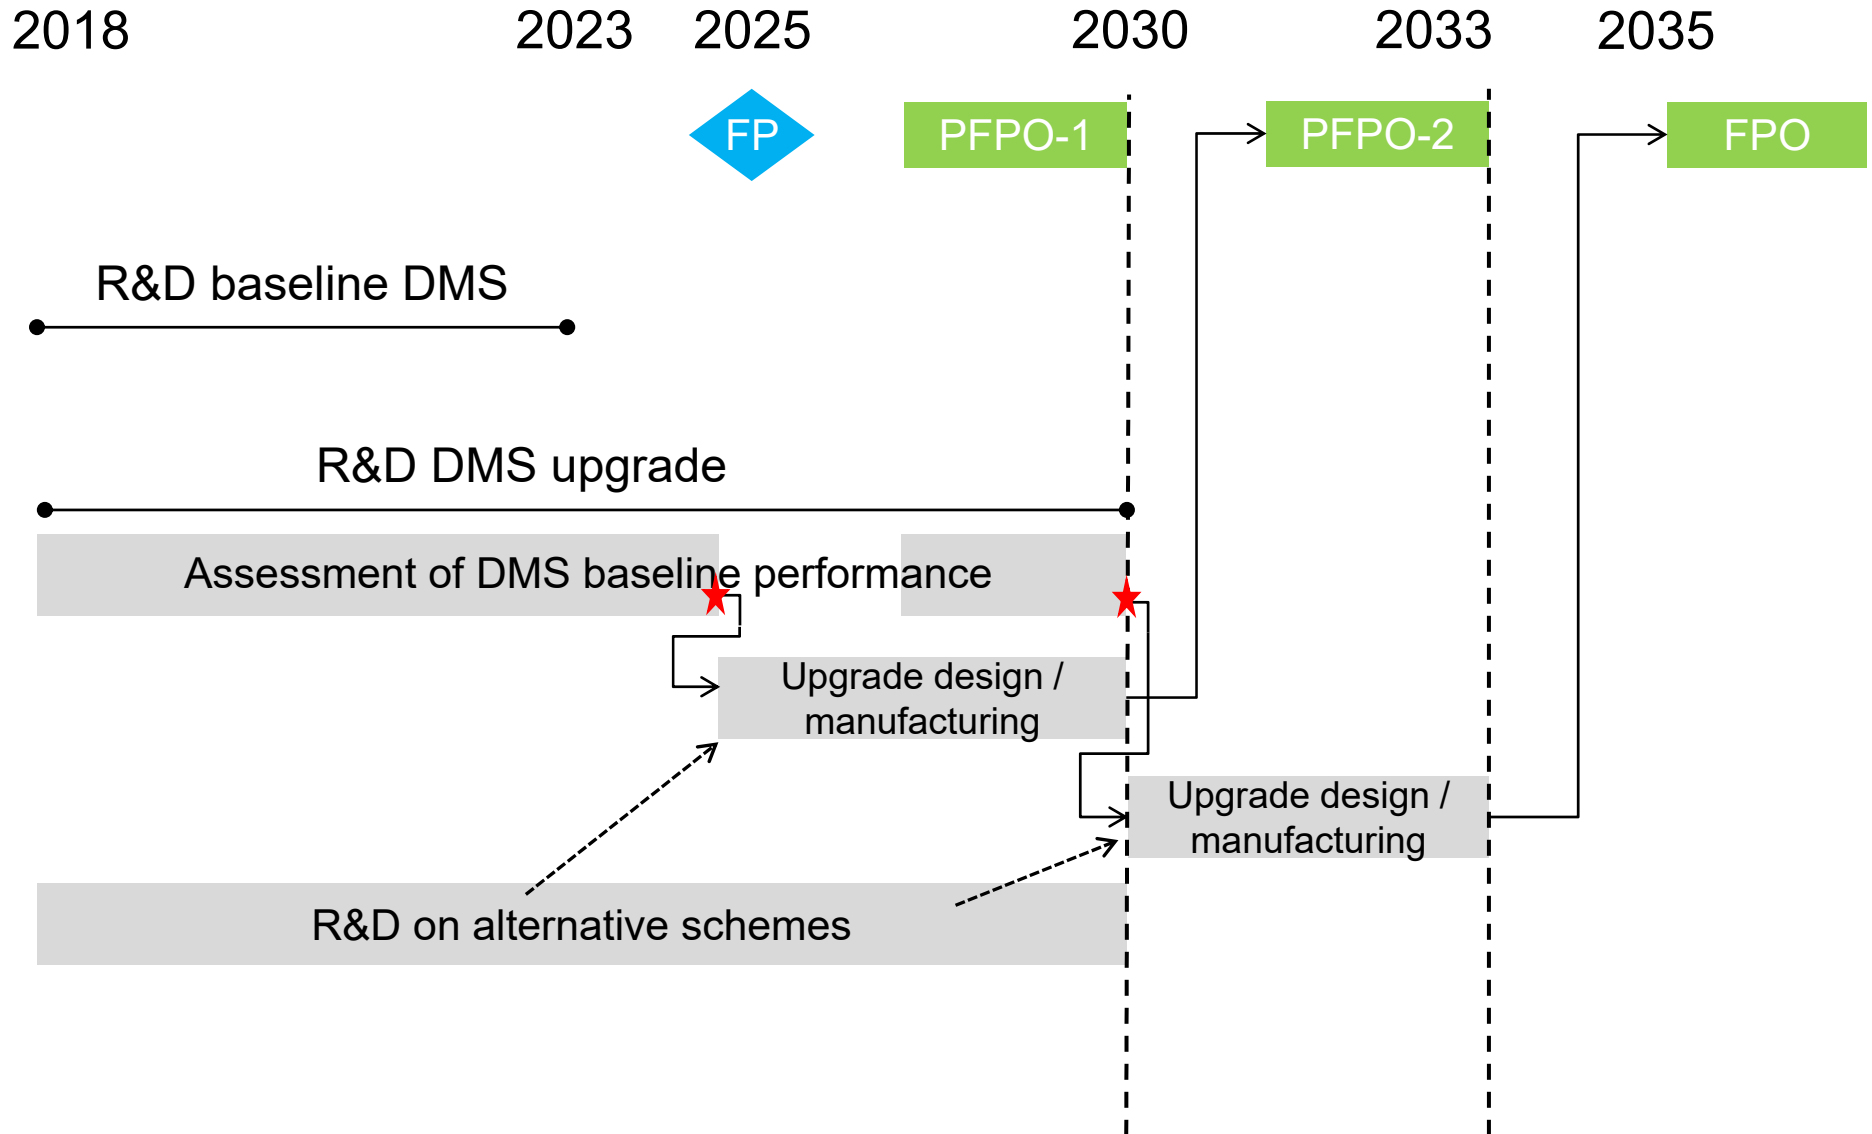 2018 2023 2025 2030 2033 2035
FP PFPO-1 PFPO-2 FPO
R&D baseline DMS
R&D DMS upgrade
Assessment of DMS baseline performance
Upgrade design /
manufacturing
Upgrade design /
manufacturing
R&D on alternative schemes